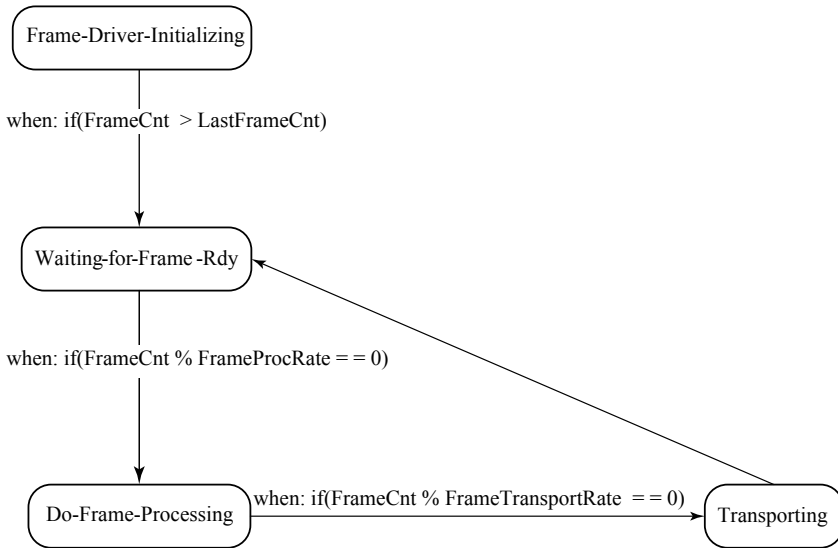 Frame-Driver-Initializing
when: if(FrameCnt > LastFrameCnt)
Waiting-for-Frame-Rdy
when: if(FrameCnt % FrameProcRate = = 0)
Do-Frame-Processing
when: if(FrameCnt % FrameTransportRate = = 0)
Transporting